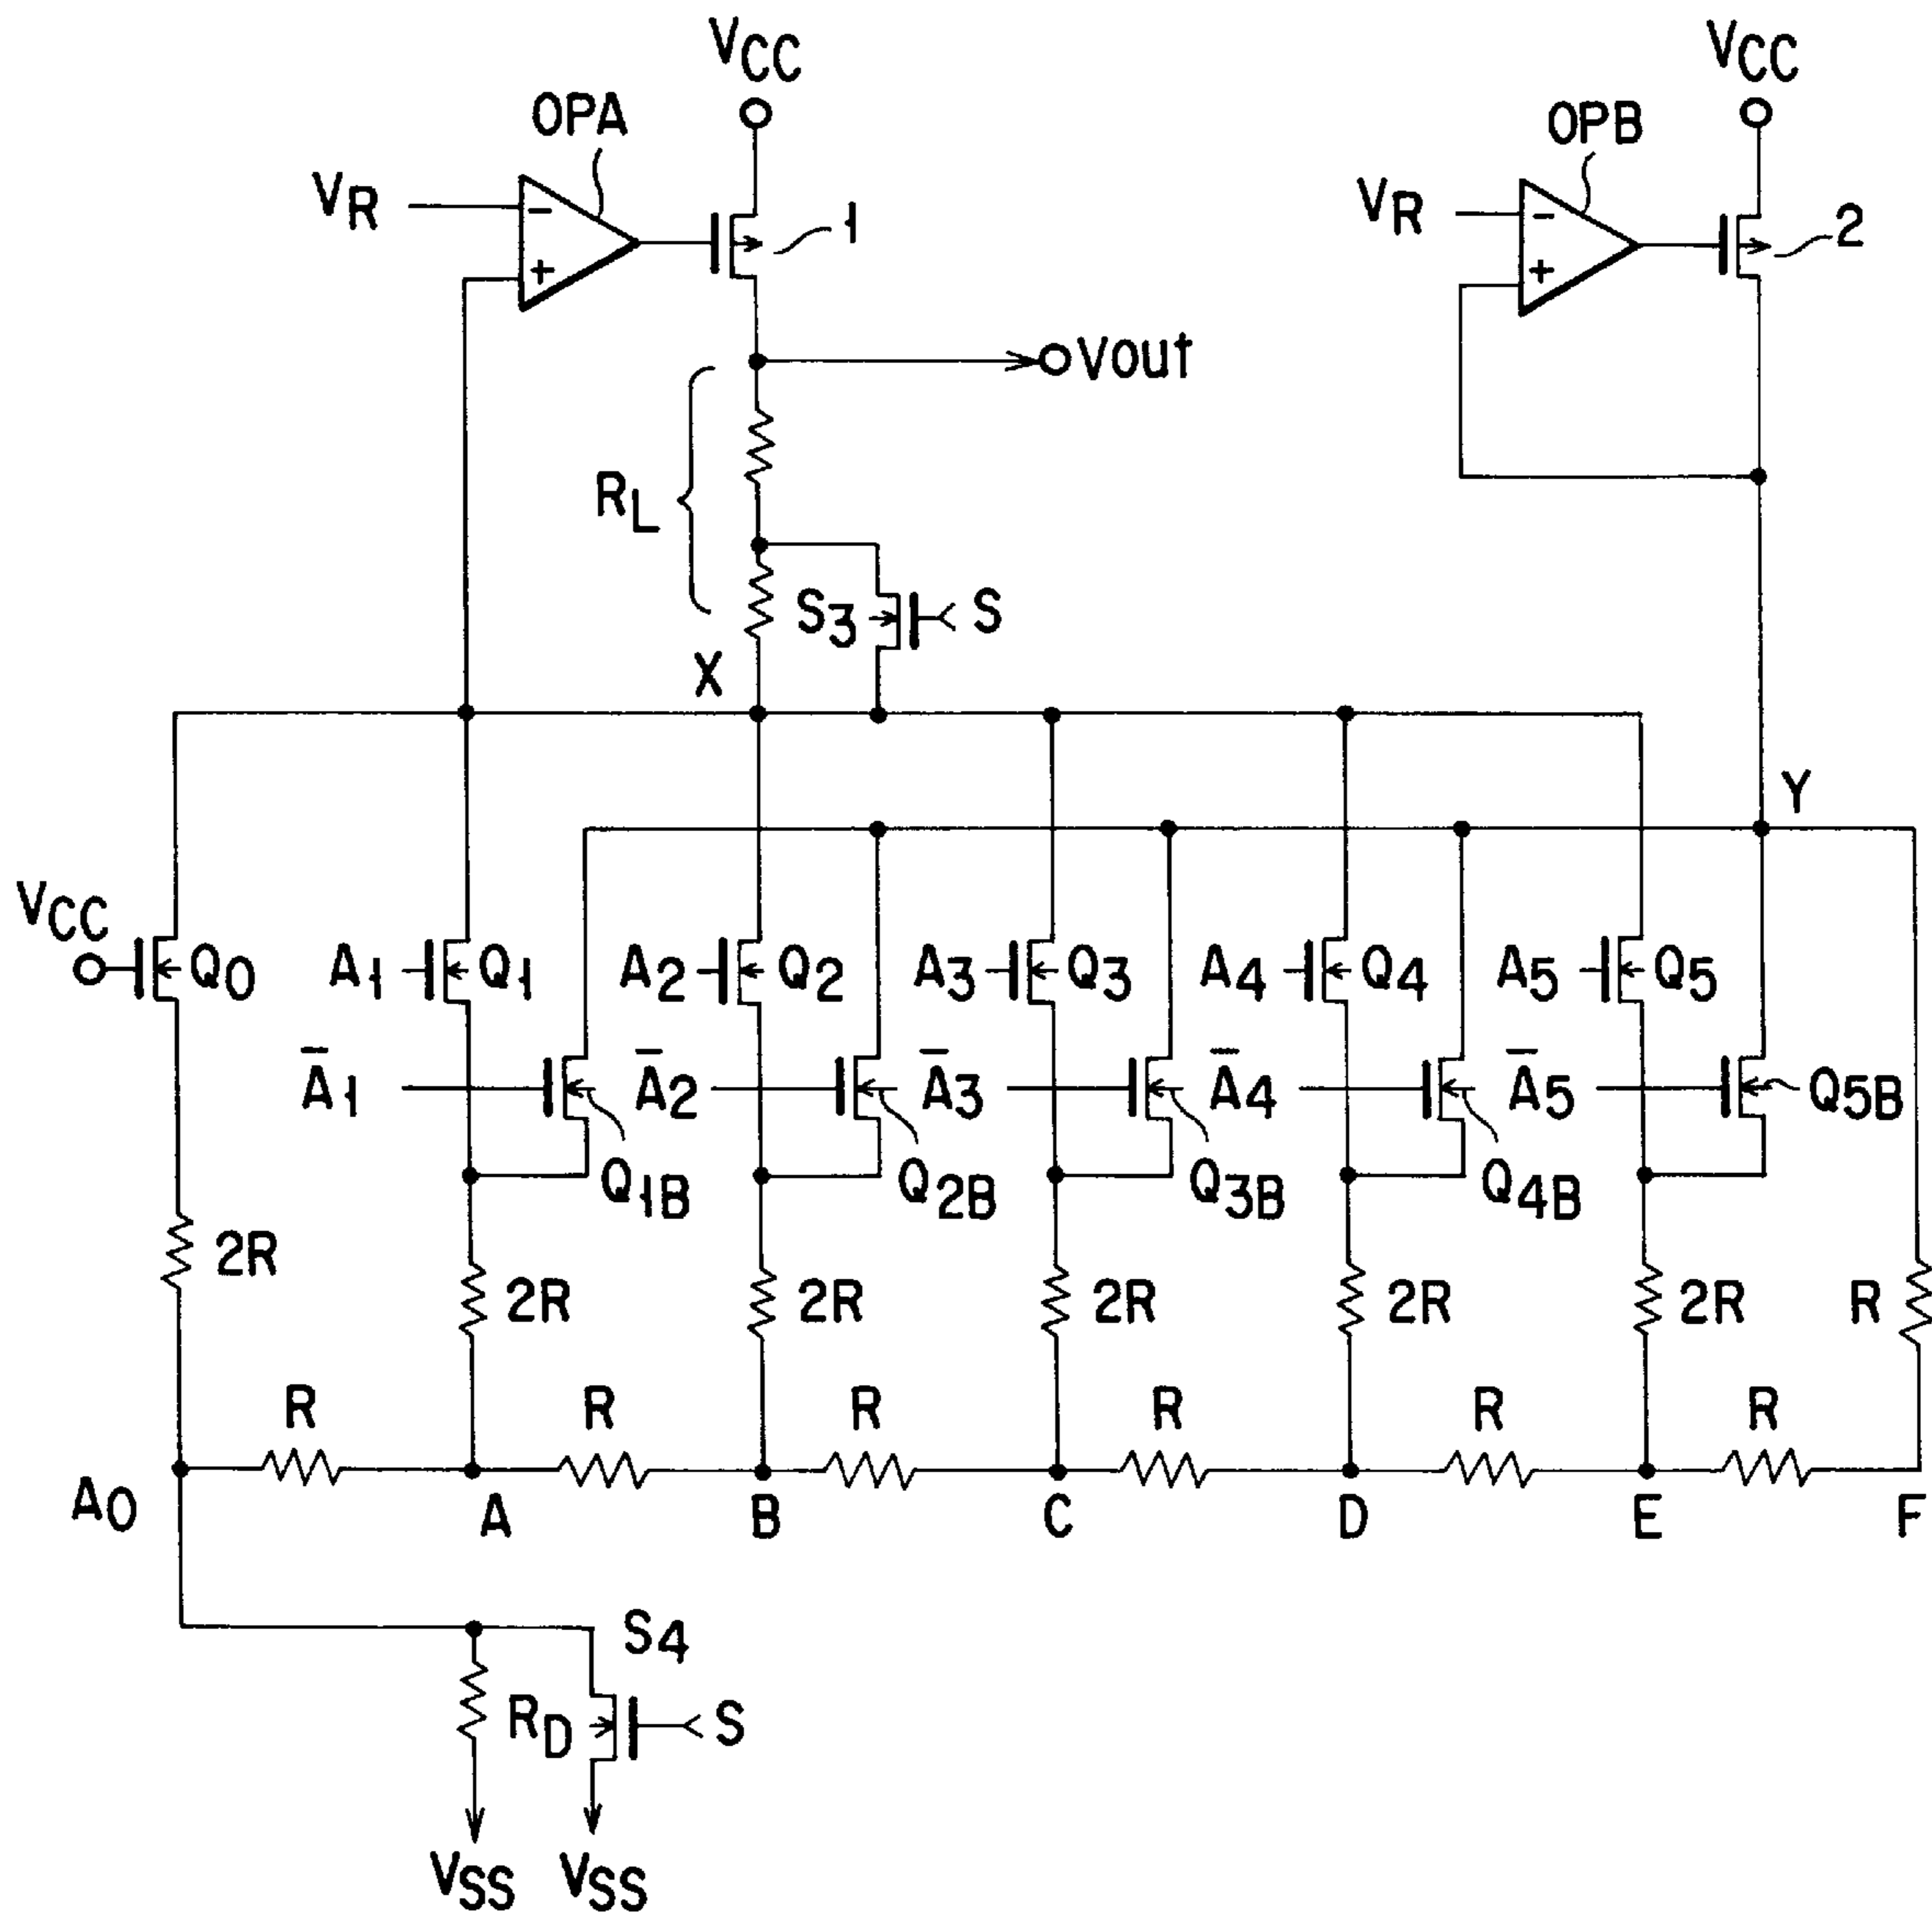 VCC
VCC
OPA
OPB
VR
VR
1
2
Vout
RL
S3
S
X
Y
VCC
Q0
A1
Q1
A2
Q2
A3
Q3
A4
Q4
A5
Q5
Ā1
Ā2
Ā3
Ā4
Ā5
Q5B
Q1B
Q2B
Q3B
Q4B
2R
2R
2R
2R
2R
2R
R
R
R
R
R
R
R
A0
A
B
C
D
E
F
S4
RD
S
VSS
VSS